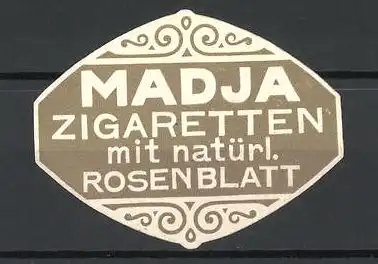 MADJA
ZIGARETTEN
mit natürl.
ROSENBLATT